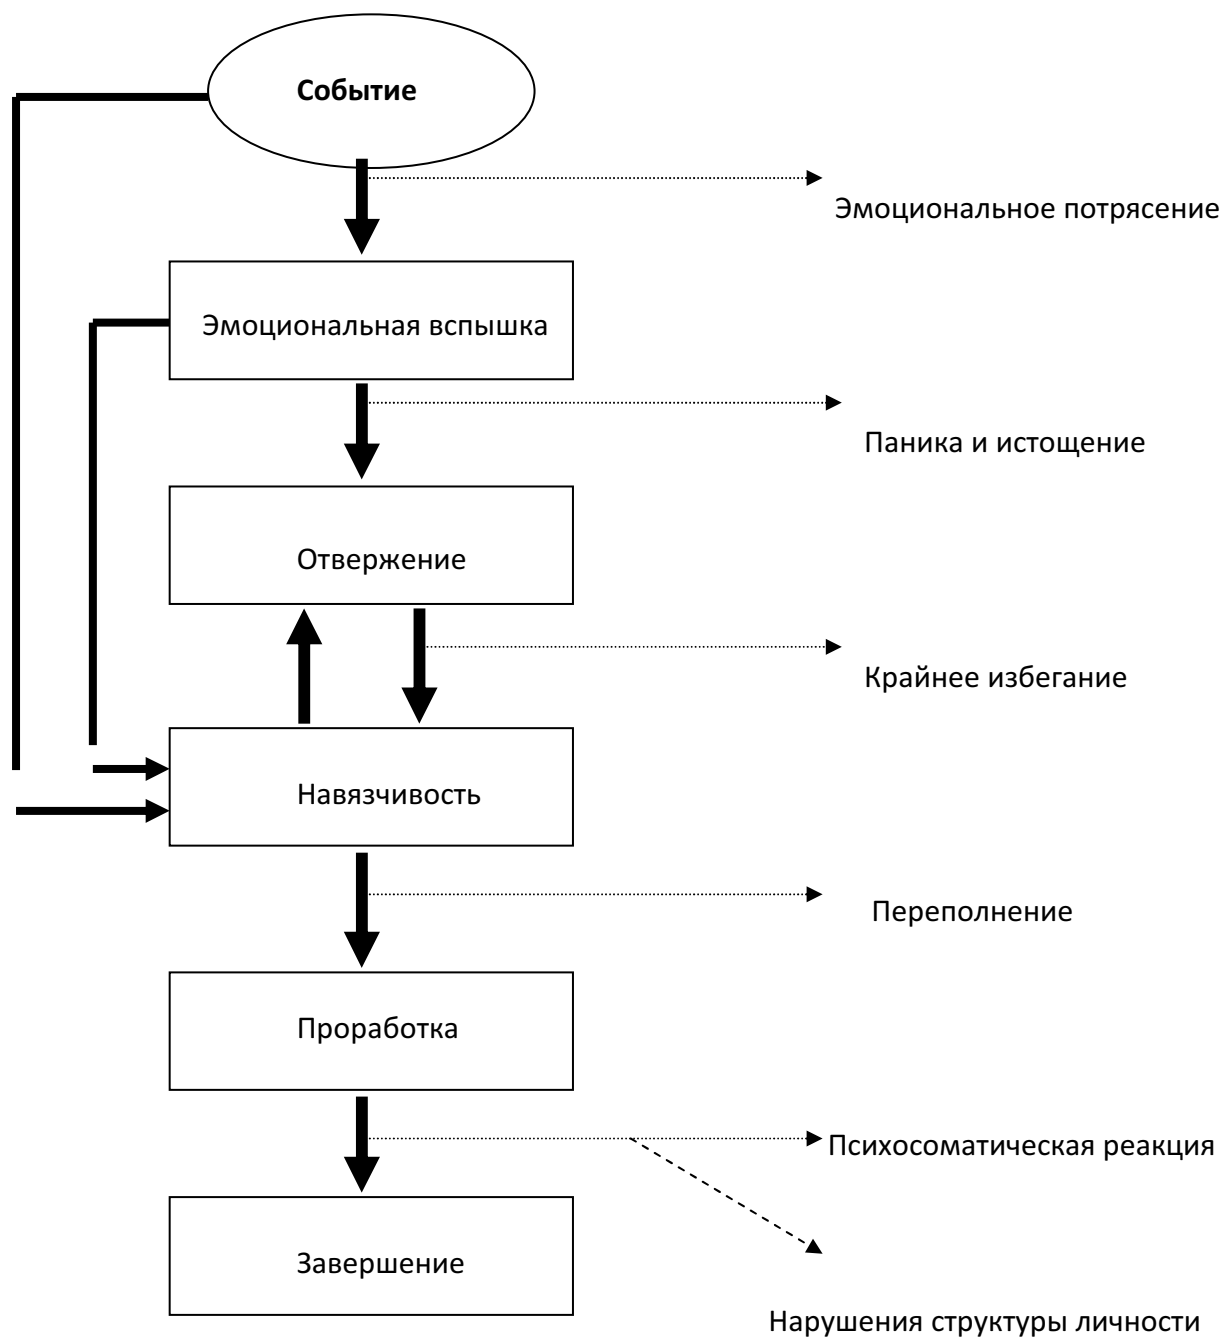 Событие
Эмоциональное потрясение
Эмоциональная вспышка
Паника и истощение
Отвержение
Крайнее избегание
Навязчивость
Переполнение
Проработка
Психосоматическая реакция
Завершение
Нарушения структуры личности